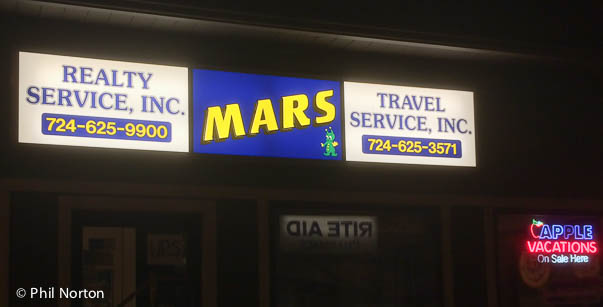 REALTY
SERVICE, INC.
724-625-9900
MARS
TRAVEL
SERVICE, INC.
724-625-3571
RITE AID
UPS
APPLE
VACATIONS
On Sale Here
© Phil Norton